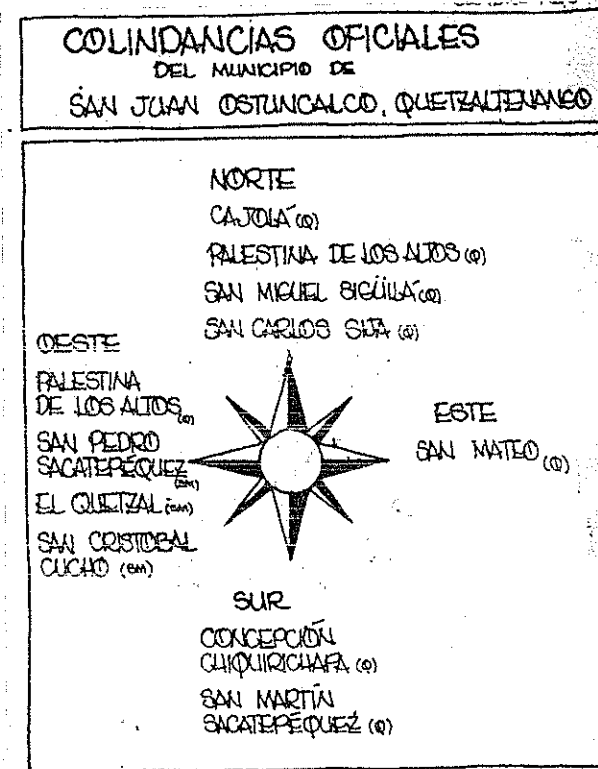 COLINDANCIAS OFICIALES
DEL MUNICIPIO DE
SAN JUAN OSTUNCALCO, QUETZALTENANGO
NORTE
CAJOLÁ (Q)
PALESTINA DE LOS ALTOS (Q)
SAN MIGUEL SIGÜILÁ (Q)
SAN CARLOS SIJA (Q)
OESTE
PALESTINA
DE LOS ALTOS (Q)
SAN PEDRO
SACATEPÉQUEZ (SM)
EL QUETZAL (SM)
SAN CRISTOBAL
CUCHO (SM)
ESTE
SAN MATEO (Q)
SUR
CONCEPCIÓN
CHIQUIRICHAPA (Q)
SAN MARTÍN
SACATEPÉQUEZ (Q)